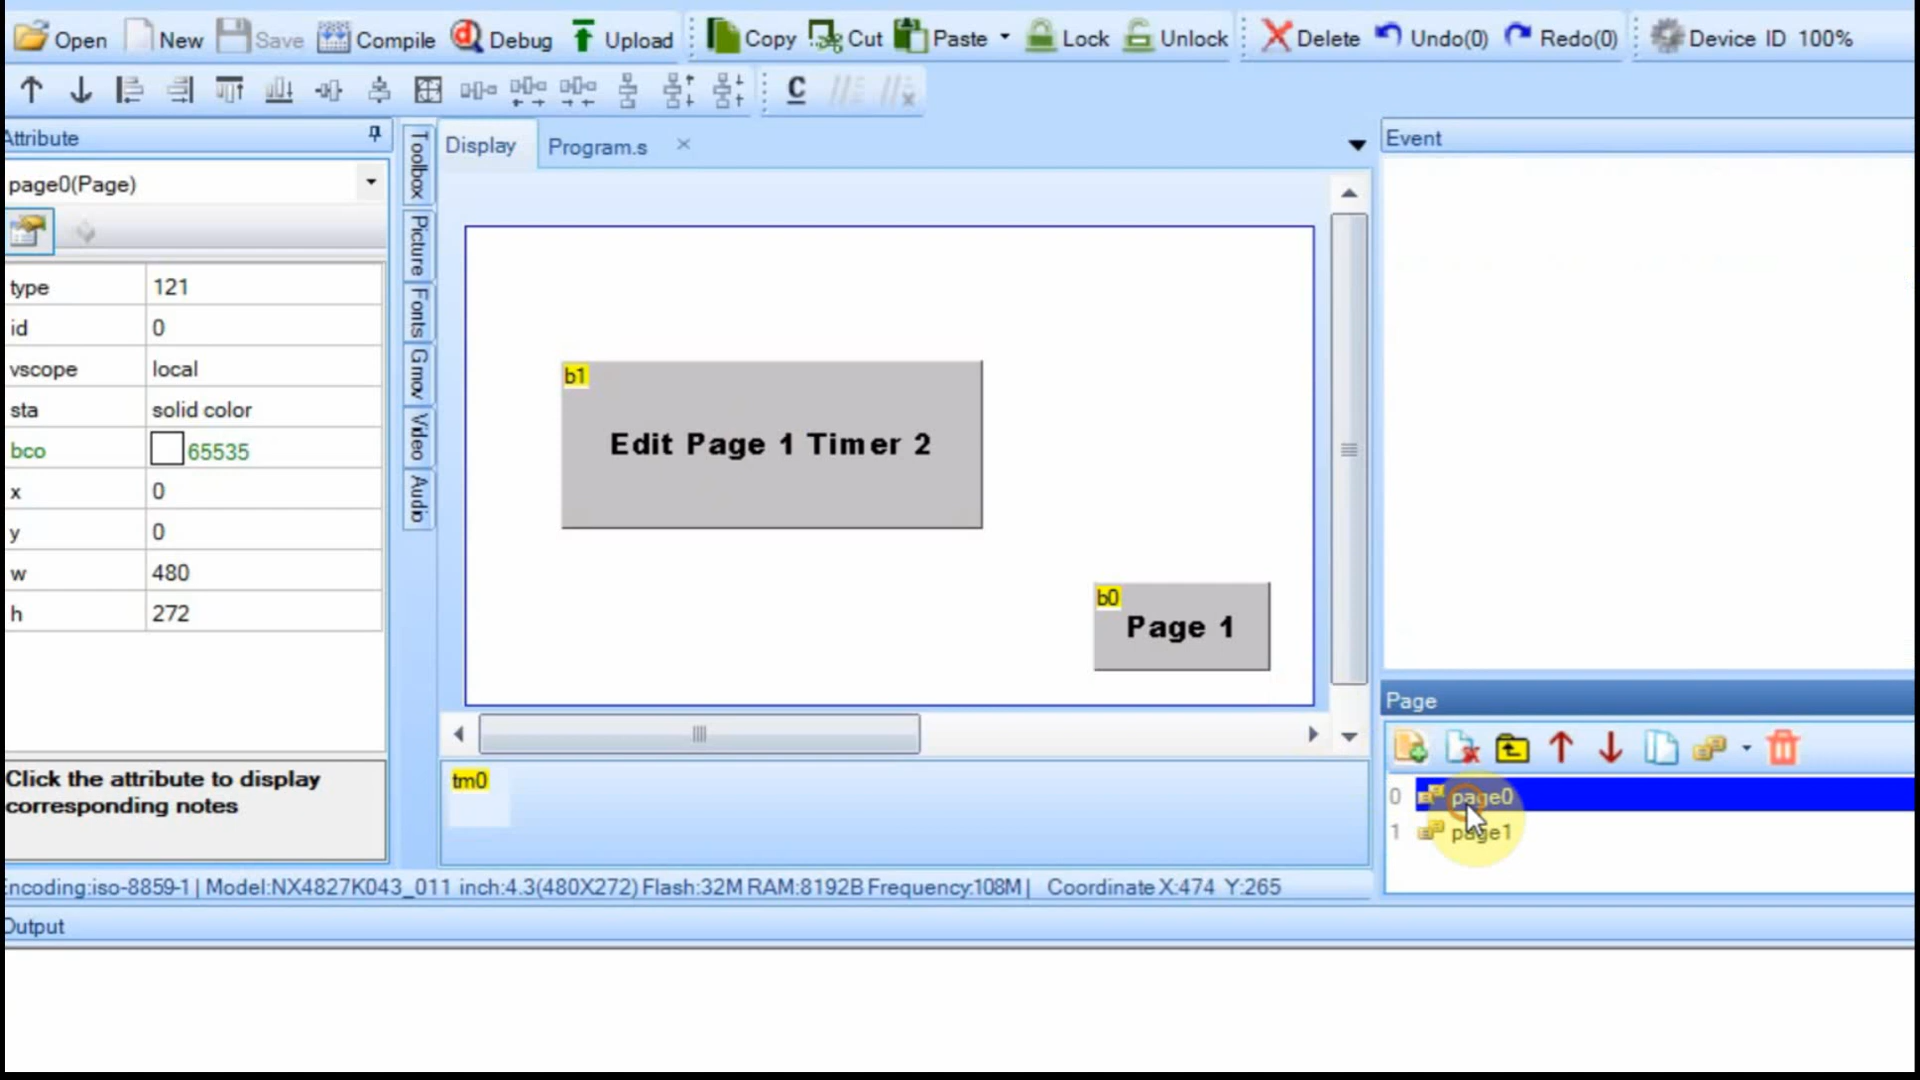 Open New Save Compile Debug Upload Copy Cut Paste Lock Unlock Delete Undo(0) Redo(0) Device ID 100%
C
Attribute
page0(Page)
type 121
id 0
vscope local
sta solid color
bco 65535
x 0
y 0
w 480
h 272
Click the attribute to display
corresponding notes
Toolbox
Picture
Fonts
Gmov
Video
Audio
Display Program.s
b1
Edit Page 1 Timer 2
b0
Page 1
tm0
Event
Page
0 page0
1 page1
ncoding:iso-8859-1 | Model:NX4827K043_011 inch:4.3(480X272) Flash:32M RAM:8192B Frequency:108M | Coordinate X:474 Y:265
Output